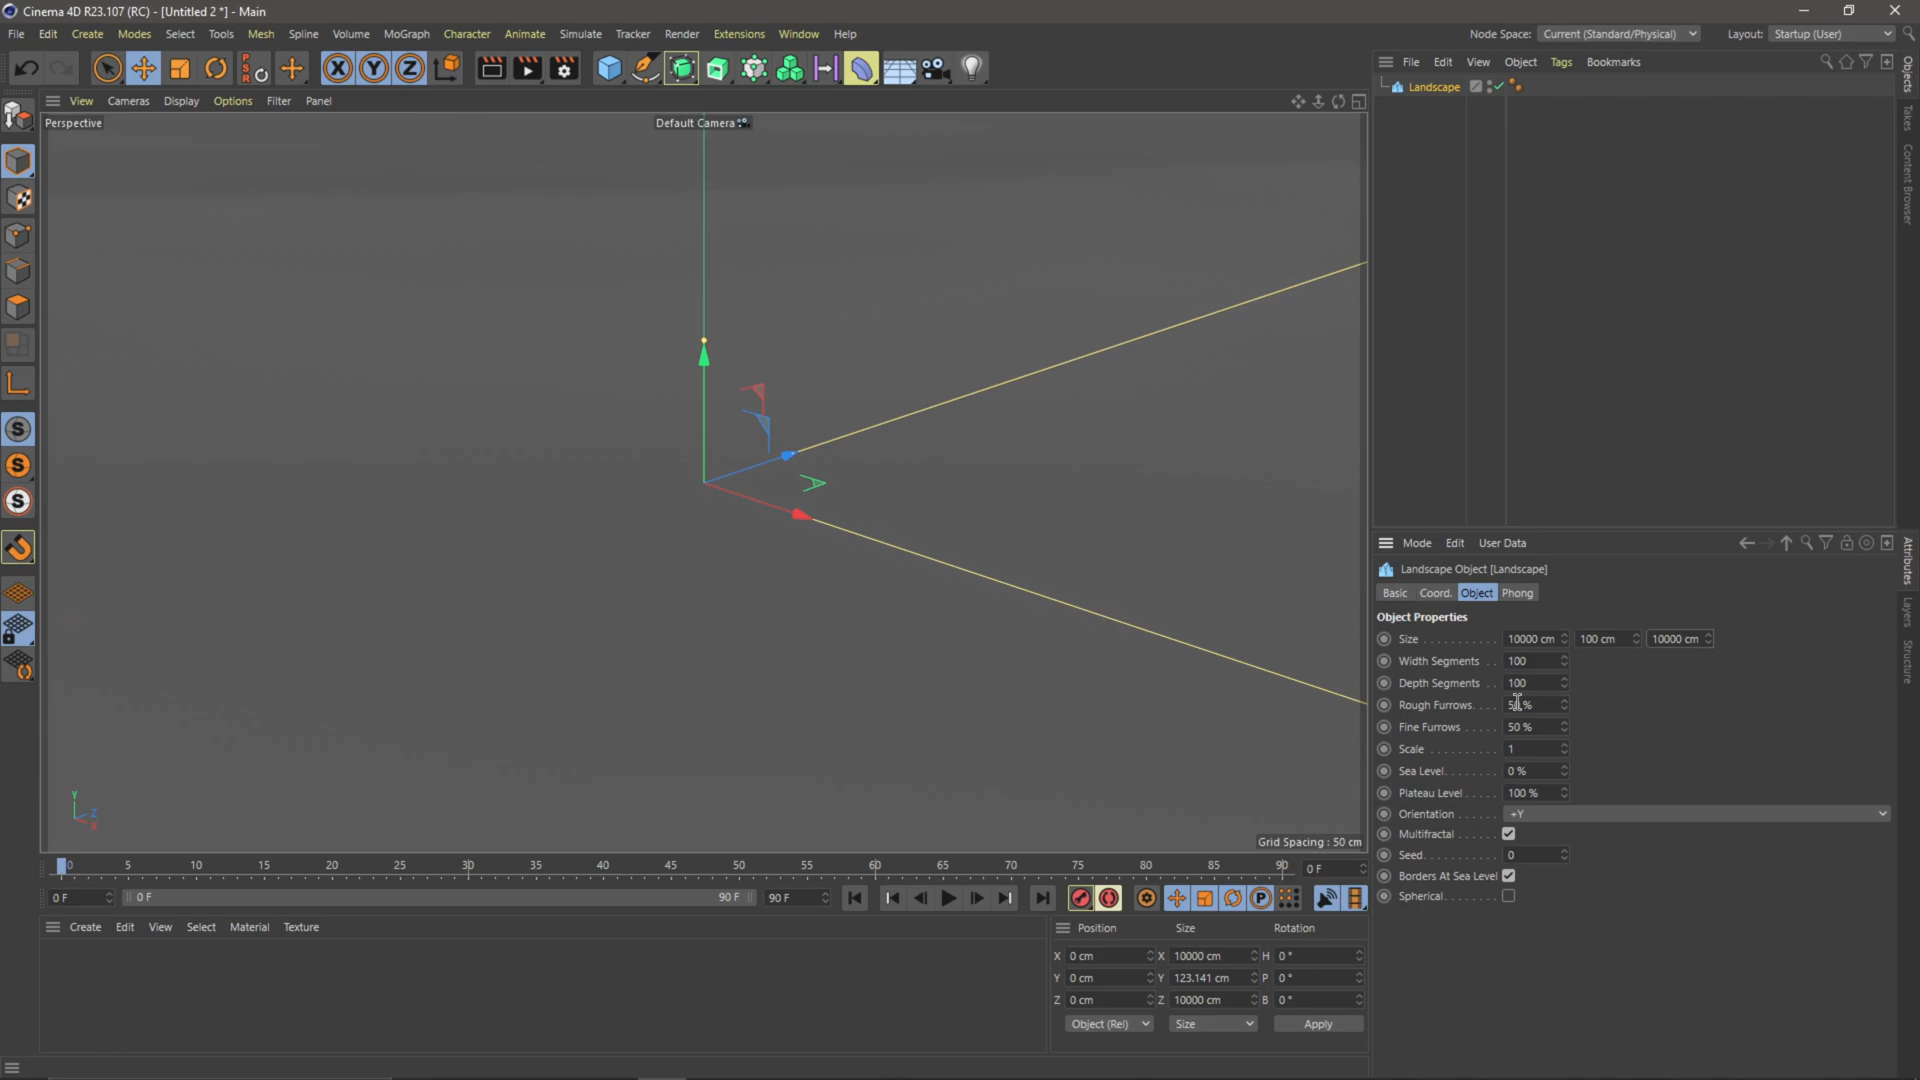 Cinema 4D R23.107 (RC) - [Untitled 2 *] - Main
File Edit Create Modes Select Tools Mesh Spline Volume MoGraph Character Animate Simulate Tracker Render Extensions Window Help
Node Space: Current (Standard/Physical) Layout: Startup (User)
PSR X Y Z
File Edit View Object Tags Bookmarks
Landscape
Objects
Takes
Content Browser
View Cameras Display Options Filter Panel
Perspective
Default Camera
S
S
S
Y
Z
X
Grid Spacing : 50 cm
Mode Edit User Data
Landscape Object [Landscape]
Basic Coord. Object Phong
Object Properties
Size . . . . . . . . . . . 10000 cm 100 cm 10000 cm
Width Segments . . 100
Depth Segments . . 100
Rough Furrows. . . . %
Fine Furrows . . . . . 50 %
Scale . . . . . . . . . . 1
Sea Level. . . . . . . . 0 %
Plateau Level . . . . . 100 %
Orientation . . . . . . +Y
Multifractal . . . . . .
Seed. . . . . . . . . . . 0
Borders At Sea Level
Spherical. . . . . . . .
Attributes
Layers
Structure
0 5 10 15 20 25 30 35 40 45 50 55 60 65 70 75 80 85 90 0 F
0 F 0 F 90 F 90 F
P
Create Edit View Select Material Texture
Position Size Rotation
X 0 cm X 10000 cm H 0 °
Y 0 cm Y 123.141 cm P 0 °
Z 0 cm Z 10000 cm B 0 °
Object (Rel) Size Apply